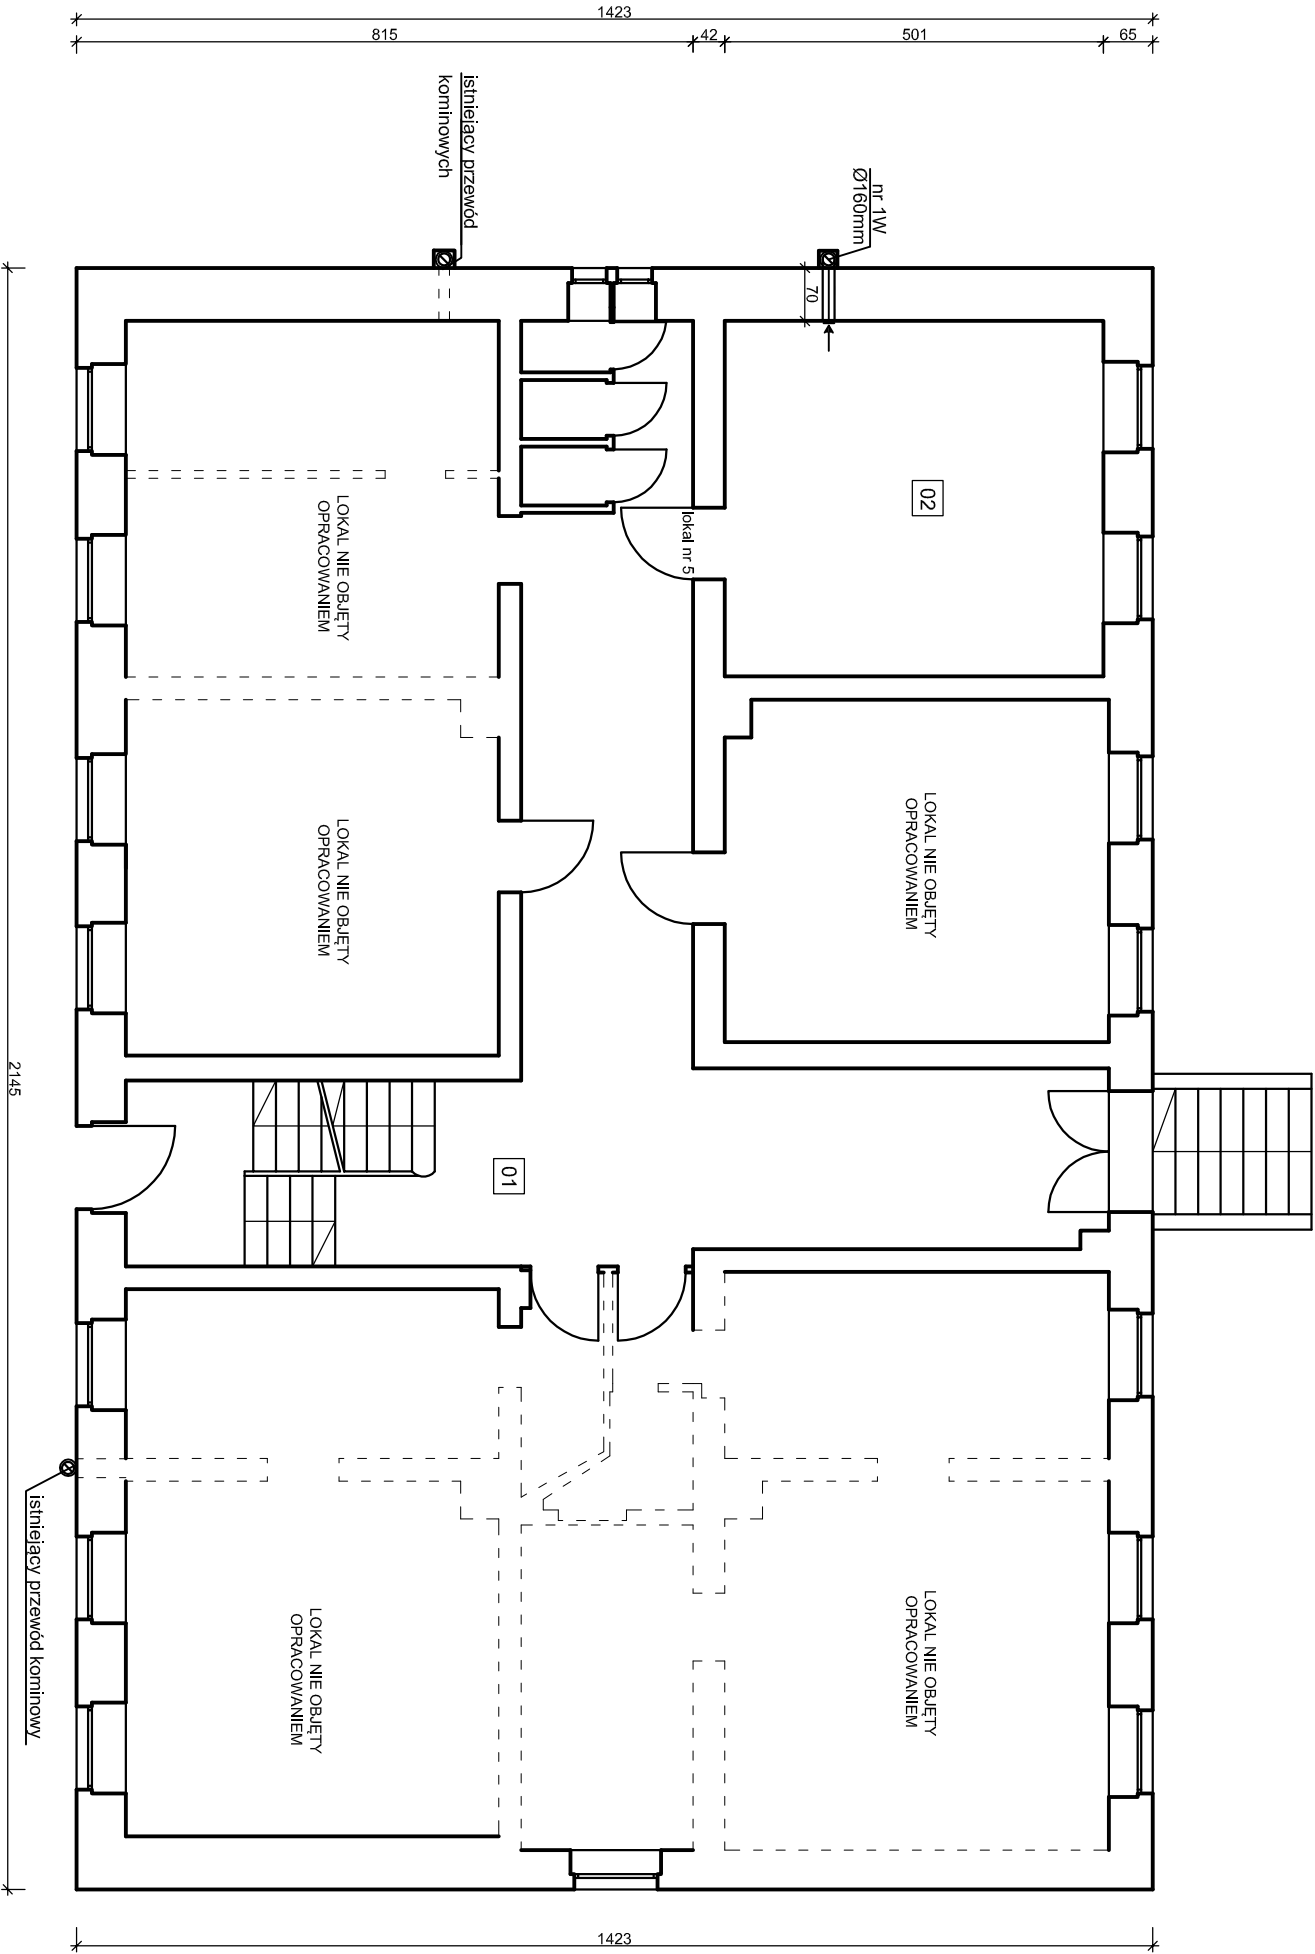 1423
815
42
501
65
istniejący przewód
kominowych
nr 1W
Ø160mm
70
02
lokal nr 5
LOKAL NIE OBJĘTY
OPRACOWANIEM
LOKAL NIE OBJĘTY
OPRACOWANIEM
LOKAL NIE OBJĘTY
OPRACOWANIEM
2145
01
istniejący przewód kominowy
LOKAL NIE OBJĘTY
OPRACOWANIEM
LOKAL NIE OBJĘTY
OPRACOWANIEM
1423